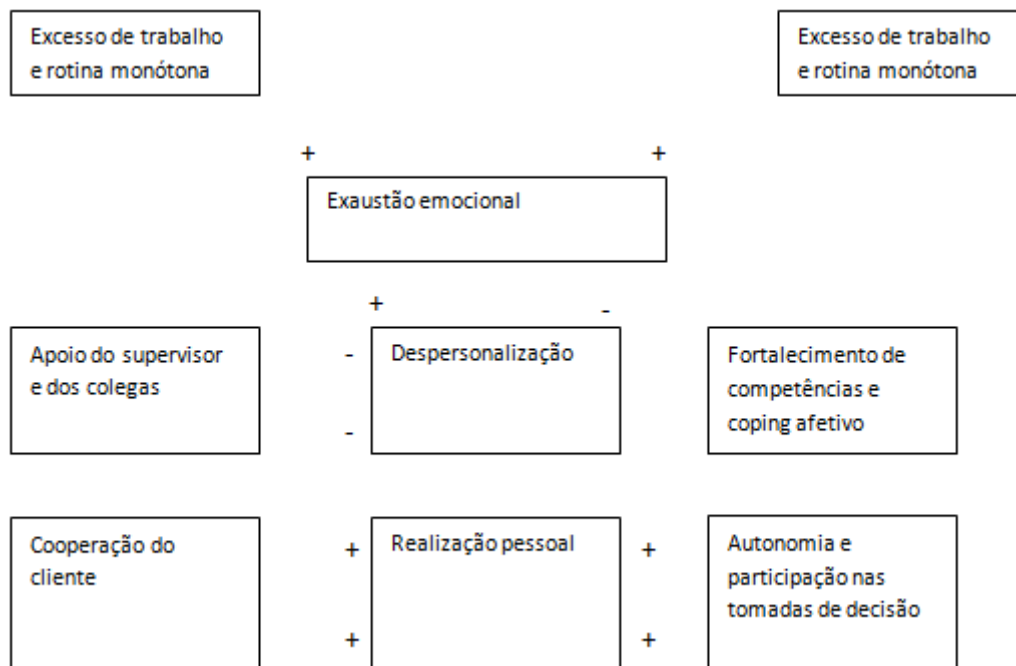 Excesso de trabalho
e rotina monótona
Excesso de trabalho
e rotina monótona
+
+
Exaustão emocional
+
-
Apoio do supervisor
e dos colegas
-
-
Despersonalização
Fortalecimento de
competências e
coping afetivo
Cooperação do
cliente
+
+
Realização pessoal
+
+
Autonomia e
participação nas
tomadas de decisão